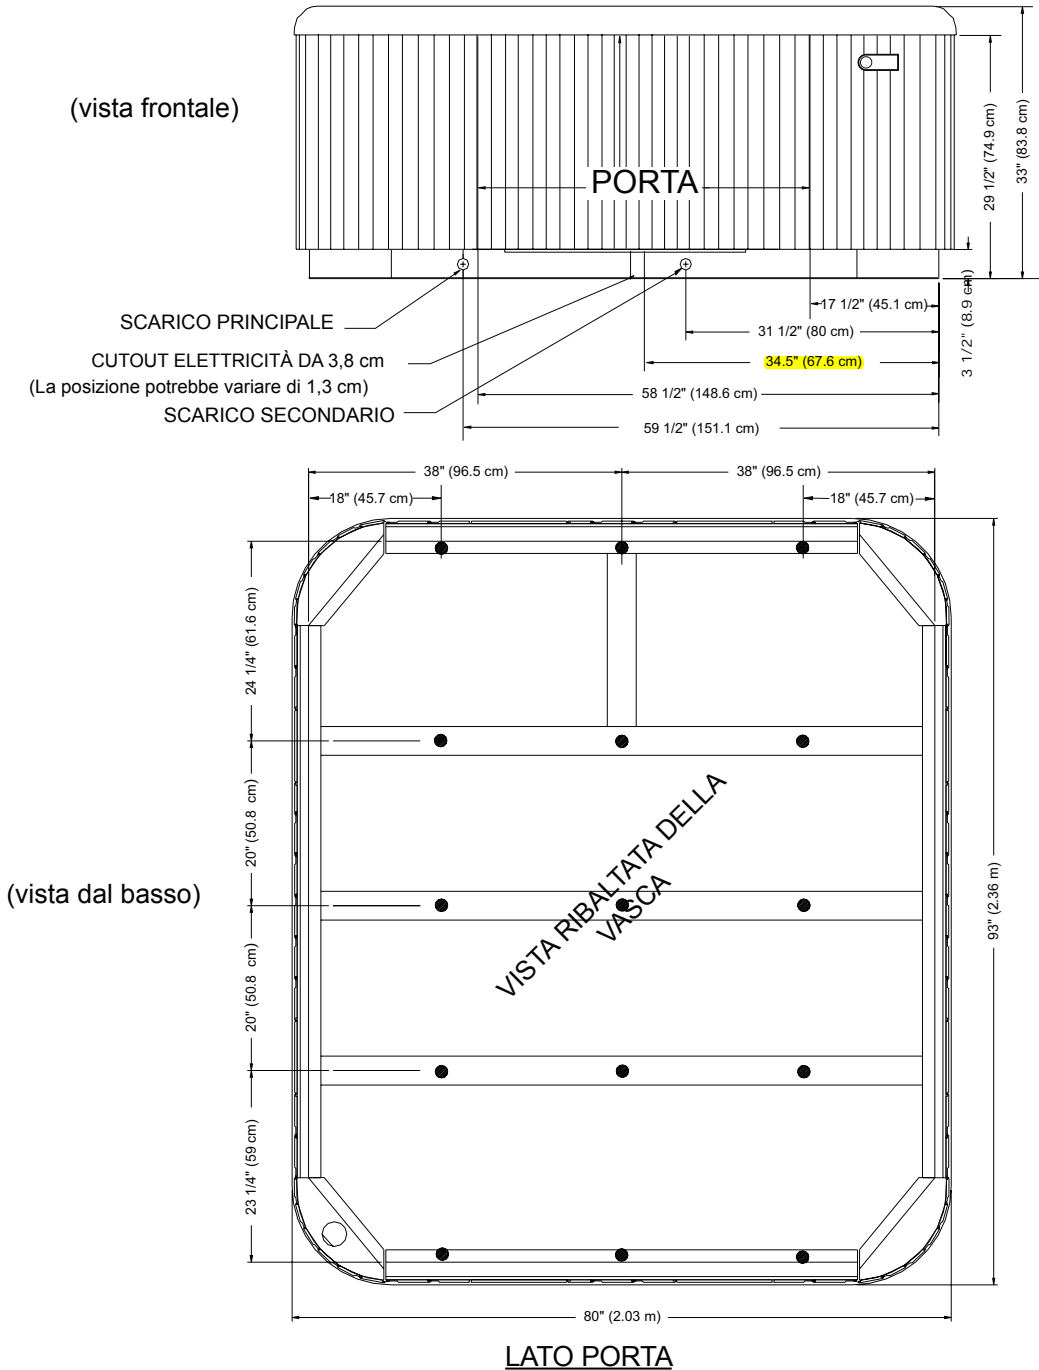 (vista frontale)
PORTA
29 1/2" (74.9 cm)
33" (83.8 cm)
3 1/2" (8.9 cm)
17 1/2" (45.1 cm)
SCARICO PRINCIPALE
31 1/2" (80 cm)
CUTOUT ELETTRICITÀ DA 3,8 cm
34.5" (67.6 cm)
(La posizione potrebbe variare di 1,3 cm)
58 1/2" (148.6 cm)
SCARICO SECONDARIO
59 1/2" (151.1 cm)
38" (96.5 cm)
38" (96.5 cm)
18" (45.7 cm)
18" (45.7 cm)
24 1/4" (61.6 cm)
20" (50.8 cm)
VISTA RIBALTATA DELLA
VASCA
(vista dal basso)
93" (2.36 m)
20" (50.8 cm)
23 1/4" (59 cm)
80" (2.03 m)
LATO PORTA